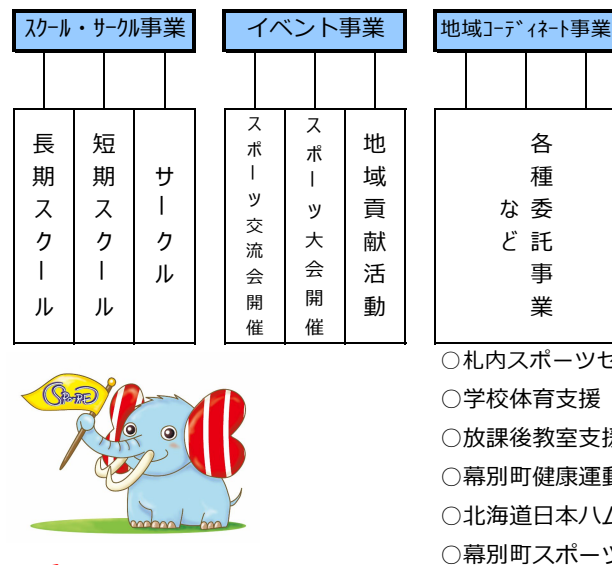 スクール・サークル事業
イベント事業
地域コーディネート事業
長期スクール
短期スクール
サークル
スポーツ交流会開催
スポーツ大会開催
地域貢献活動
各種委託事業
など
○札内スポーツセ
○学校体育支援
○放課後教室支援
○幕別町健康運動
○北海道日本ハム
○幕別町スポーツ